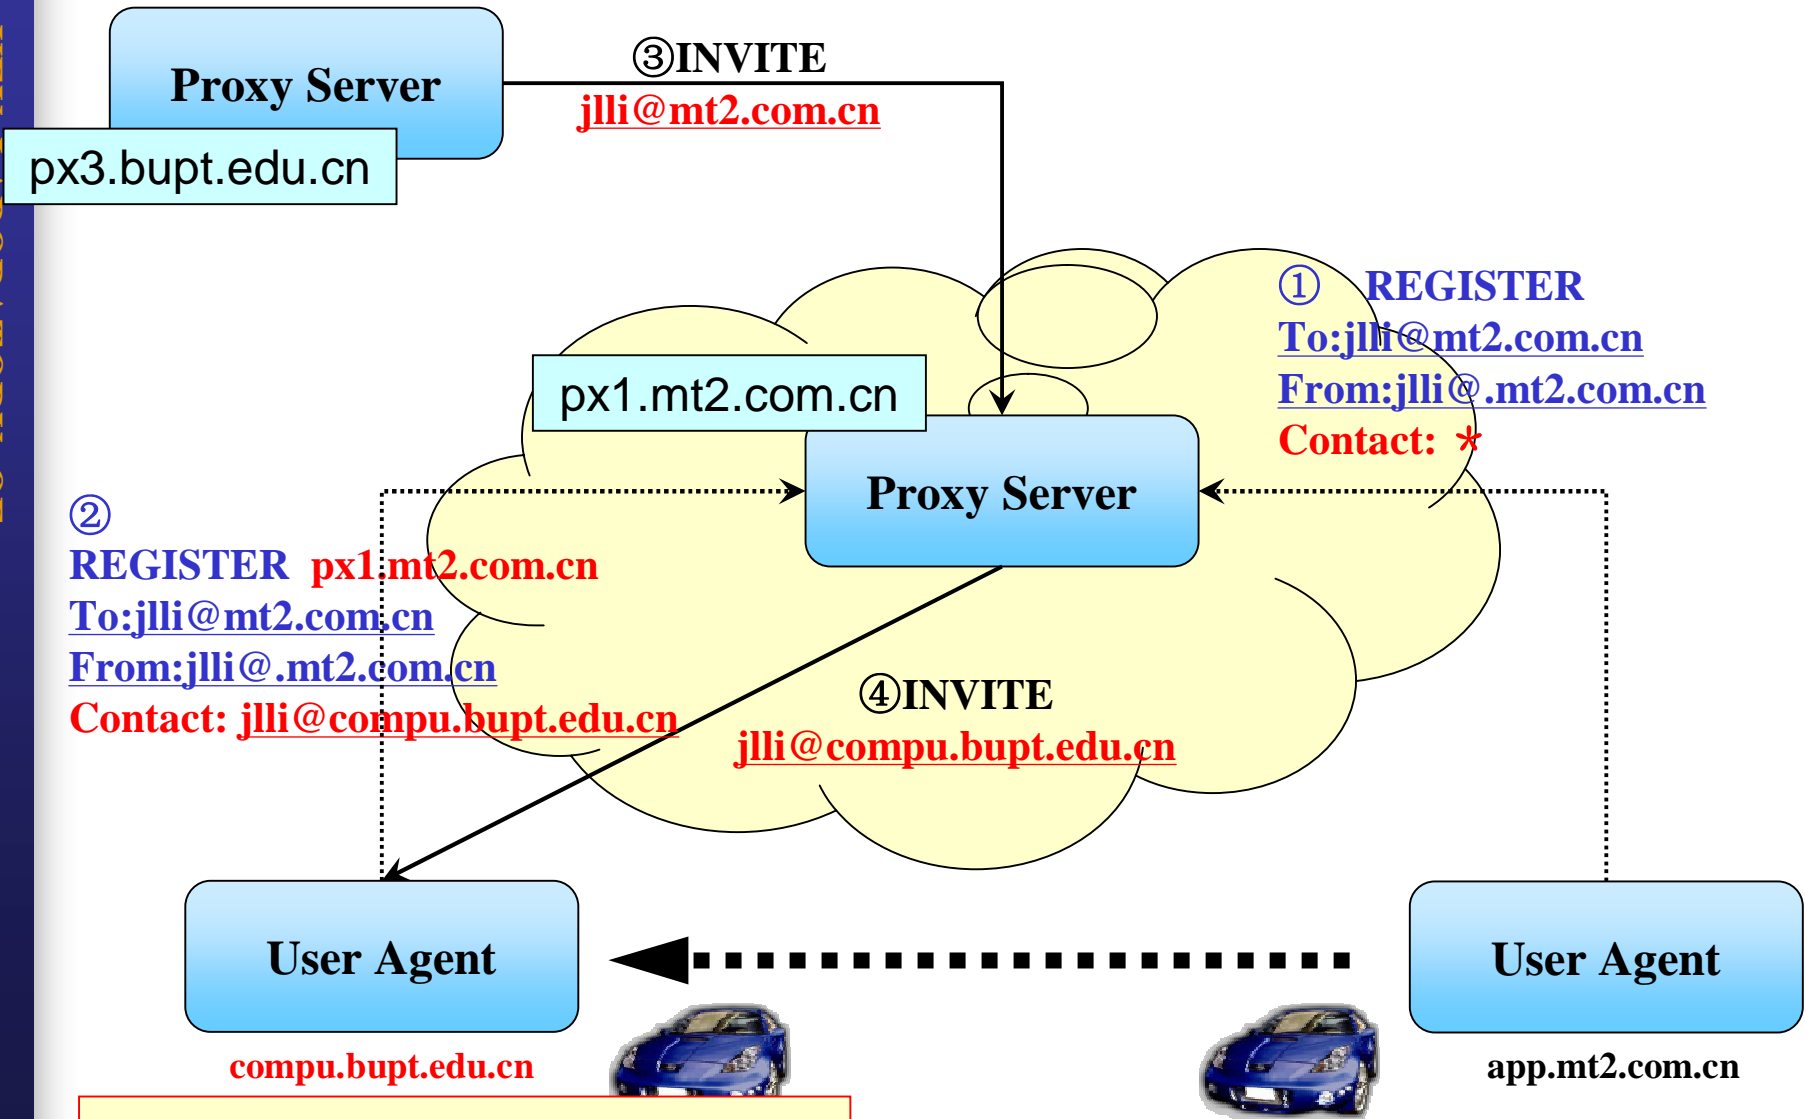 Proxy Server
px3.bupt.edu.cn
③INVITE
jlli@mt2.com.cn
① REGISTER
To:jlli@mt2.com.cn
From:jlli@.mt2.com.cn
Contact: *
px1.mt2.com.cn
Proxy Server
②
REGISTER px1.mt2.com.cn
To:jlli@mt2.com.cn
From:jlli@.mt2.com.cn
Contact: jlli@compu.bupt.edu.cn
④INVITE
jlli@compu.bupt.edu.cn
User Agent
User Agent
compu.bupt.edu.cn
app.mt2.com.cn